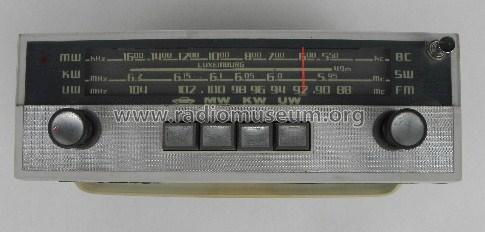 MW KHz 1600 1400 1200 1000 800 700 600 550 Kc BC
LUXEMBURG 49m
KW MHz 6.2 6.15 6.1 6.05 6.0 5.95 Mc SW
UW MHz 104 102 100 98 96 94 92 90 88 Mc FM
MW KW UW
www.radiomuseum.org